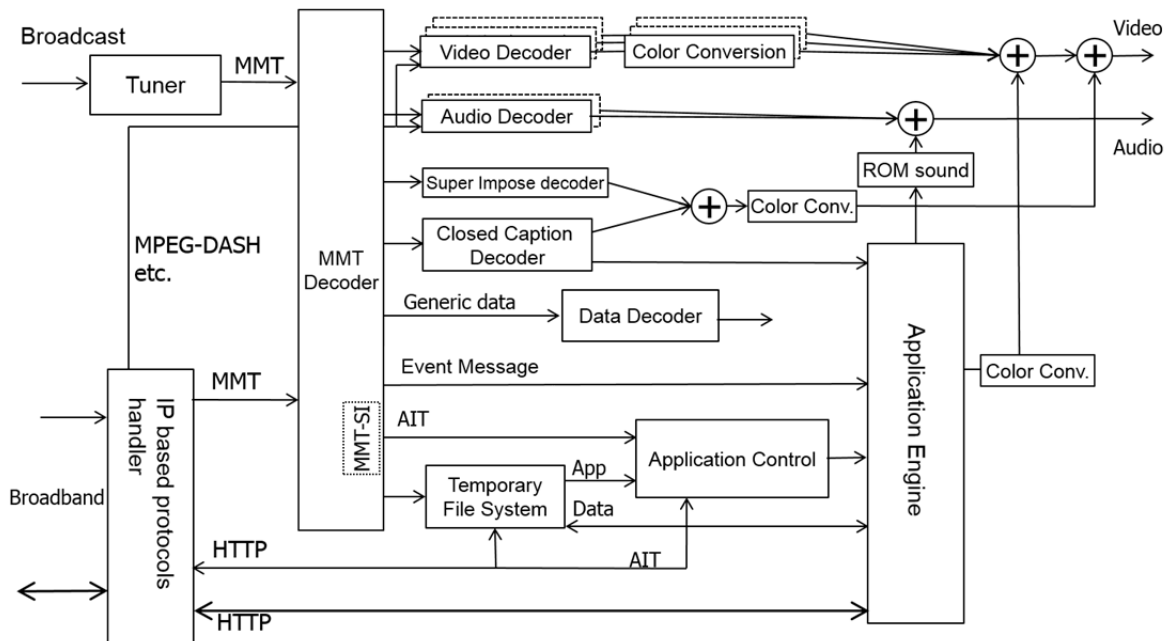 Broadcast
Tuner
MMT
Video Decoder
Color Conversion
Video
Audio Decoder
Audio
ROM sound
Super Impose decoder
Color Conv.
Closed Caption
Decoder
MPEG-DASH
etc.
MMT
Decoder
Generic data
Data Decoder
Event Message
Application Engine
Color Conv.
MMT
IP based protocols
handler
MMT-SI
AIT
Application Control
App
Temporary
File System
Data
Broadband
HTTP
AIT
HTTP